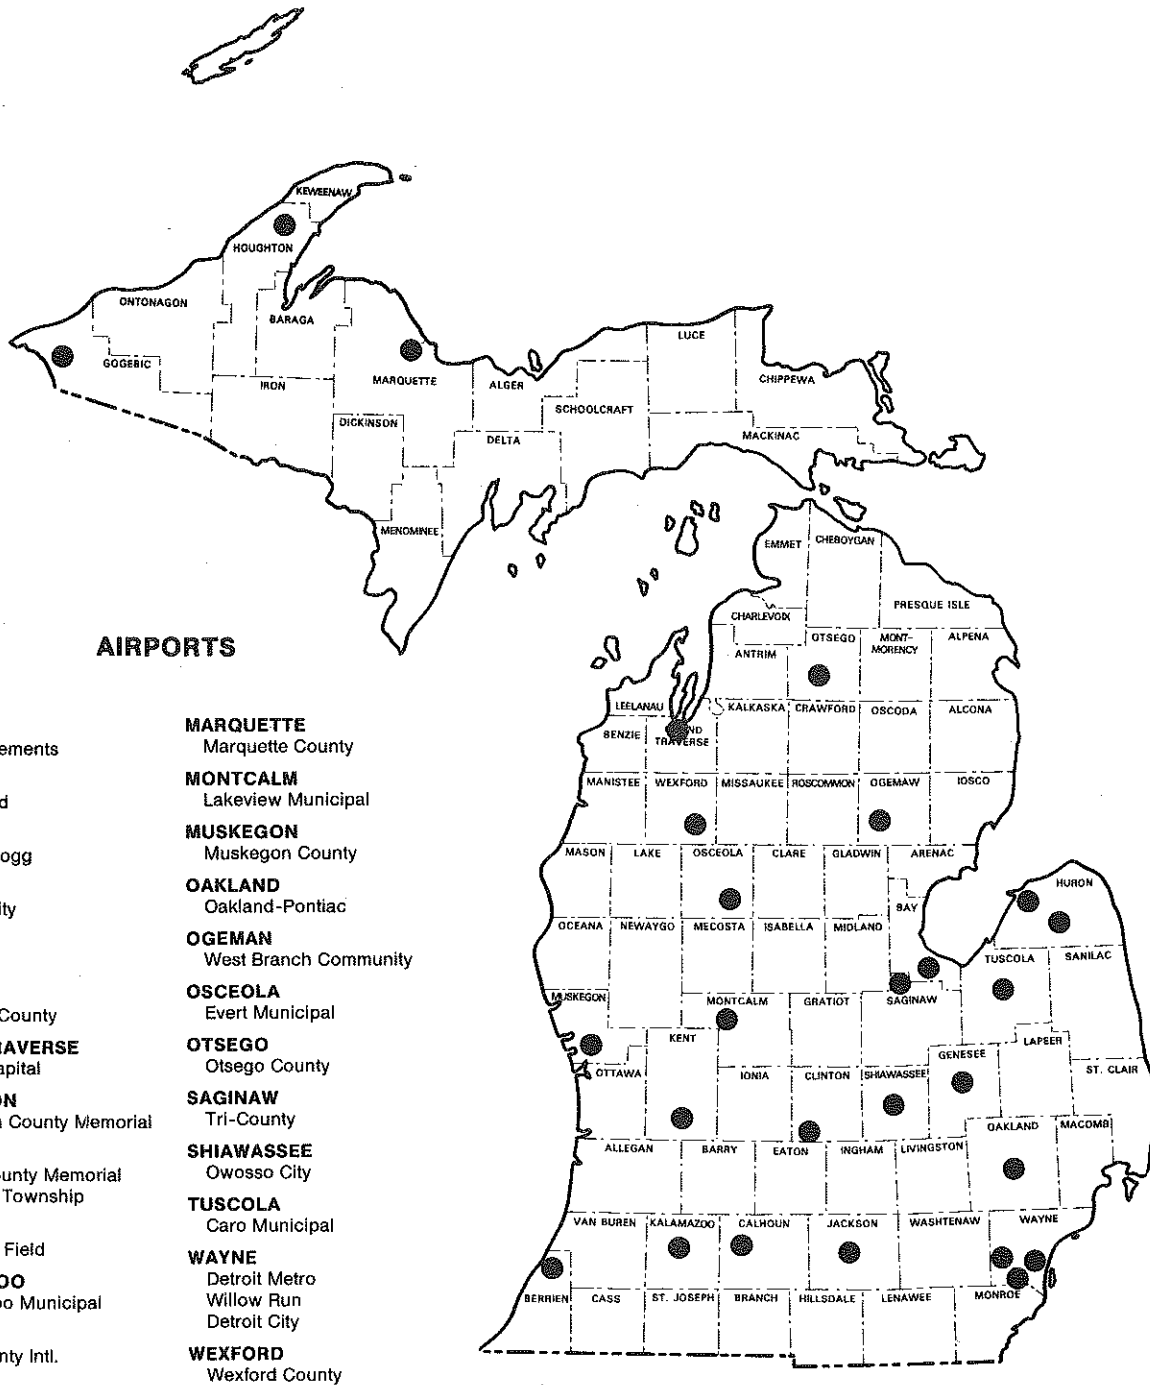 KEWEENAW
HOUGHTON
ONTONAGON
BARAGA
GOGEBIC
IRON
MARQUETTE
ALGER
LUCE
CHIPPEWA
SCHOOLCRAFT
DICKINSON
DELTA
MACKINAC
MENOMINEE
EMMET
CHEBOYGAN
PRESQUE ISLE
CHARLEVOIX
OTSEGO
MONT-
MORENCY
ALPENA
ANTRIM
LEELANAU
KALKASKA
CRAWFORD
OSCODA
ALCONA
BENZIE
ND
TRAVERSE
MANISTEE
WEXFORD
MISSAUKEE
ROSCOMMON
OGEMAW
IOSCO
MASON
LAKE
OSCEOLA
CLARE
GLADWIN
ARENAC
HURON
BAY
OCEANA
NEWAYGO
MECOSTA
ISABELLA
MIDLAND
TUSCOLA
SANILAC
MUSKEGON
MONTCALM
GRATIOT
SAGINAW
KENT
LAPEER
GENESEE
OTTAWA
IONIA
CLINTON
SHIAWASSEE
ST. CLAIR
OAKLAND
MACOMB
ALLEGAN
BARRY
EATON
INGHAM
LIVINGSTON
VAN BUREN
KALAMAZOO
CALHOUN
JACKSON
WASHTENAW
WAYNE
BERRIEN
CASS
ST. JOSEPH
BRANCH
HILLSDALE
LENAWEE
MONROE
AIRPORTS
ements
d
ogg
ity
County
RAVERSE
apital
ON
County Memorial
unty Memorial
Township
Field
OO
oo Municipal
nty Intl.
MARQUETTE
Marquette County
MONTCALM
Lakeview Municipal
MUSKEGON
Muskegon County
OAKLAND
Oakland-Pontiac
OGEMAN
West Branch Community
OSCEOLA
Evert Municipal
OTSEGO
Otsego County
SAGINAW
Tri-County
SHIAWASSEE
Owosso City
TUSCOLA
Caro Municipal
WAYNE
Detroit Metro
Willow Run
Detroit City
WEXFORD
Wexford County